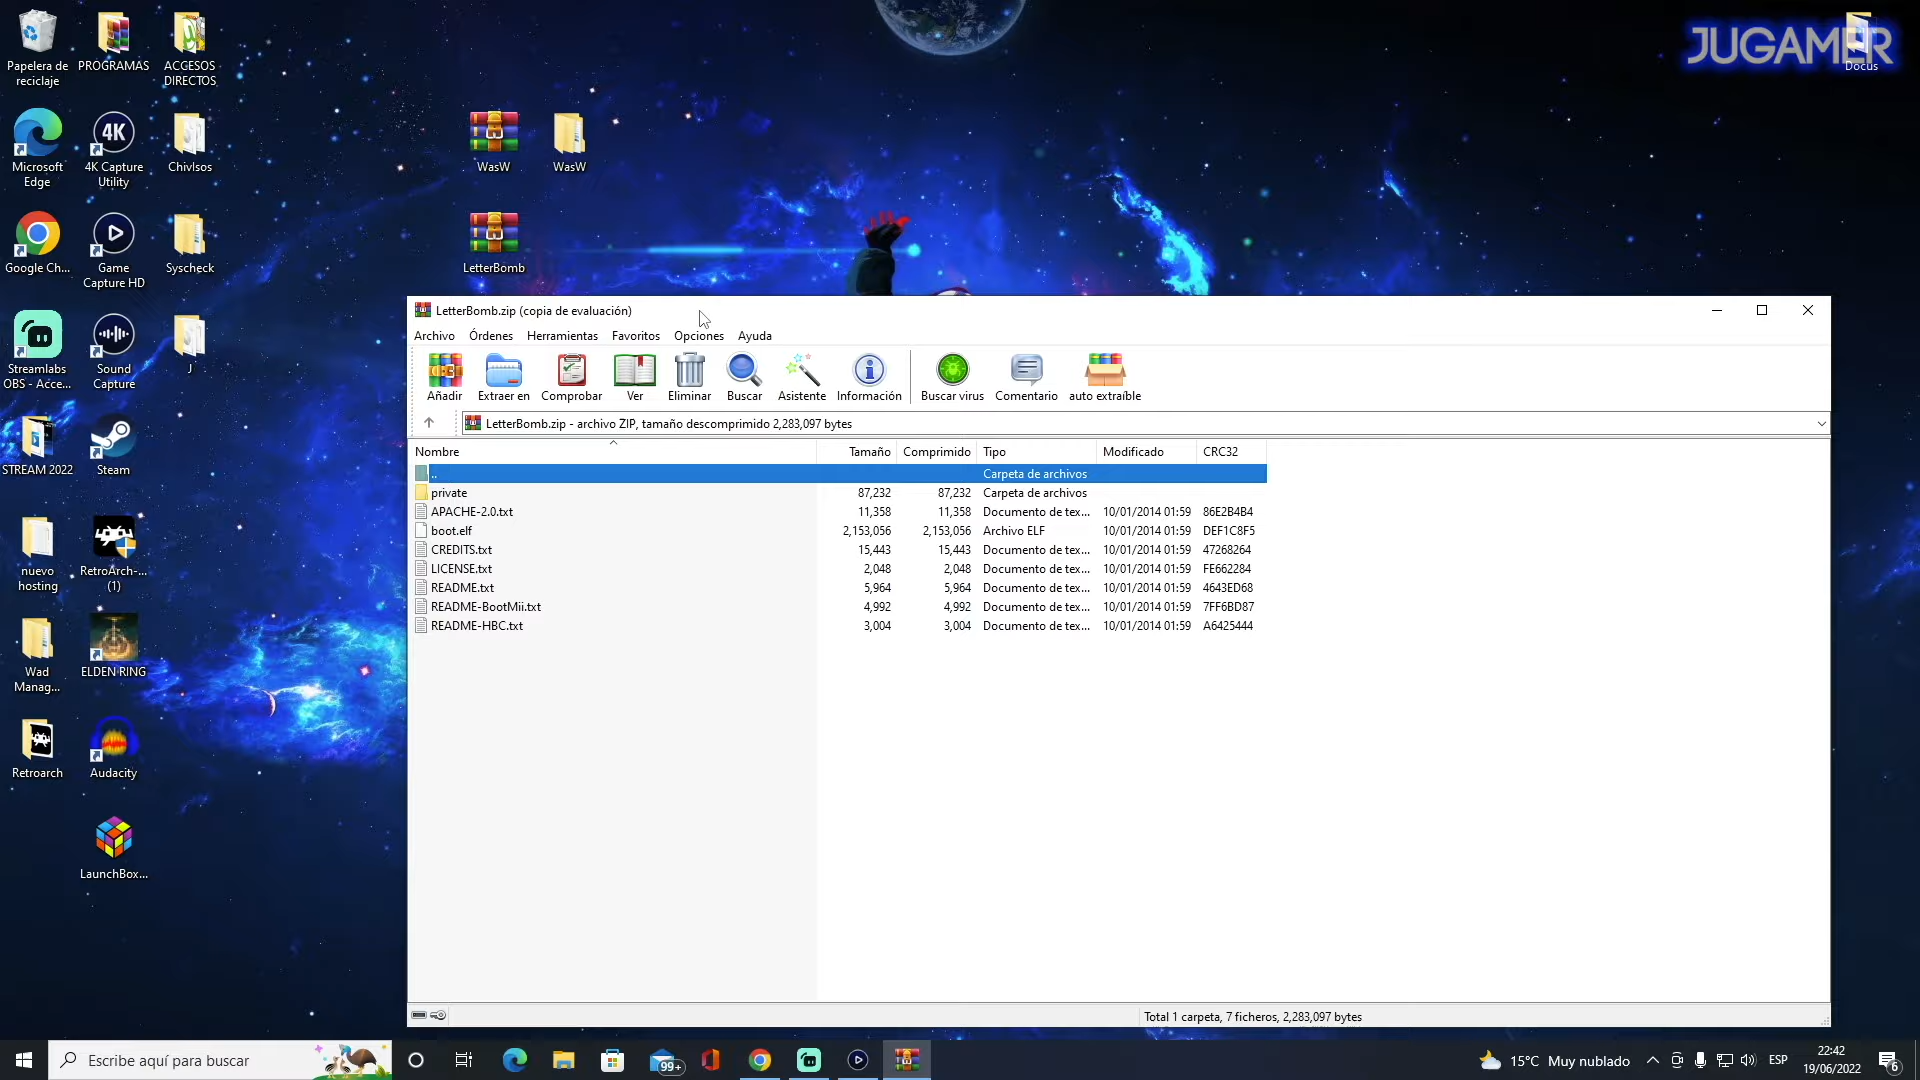 Papelera de
reciclaje
PROGRAMAS
ACCESOS
DIRECTOS
JUGAMER
Docus
Microsoft
Edge
4K
4K Capture
Utility
Chivlsos
WasW
WasW
Google Ch...
Game
Capture HD
Syscheck
LetterBomb
Streamlabs
OBS - Acce...
Sound
Capture
J
STREAM 2022
Steam
nuevo
hosting
RetroArch-...
(1)
Wad
Manag...
ELDEN RING
Retroarch
Audacity
LaunchBox...
LetterBomb.zip (copia de evaluación)
Archivo Órdenes Herramientas Favoritos Opciones Ayuda
Añadir Extraer en Comprobar Ver Eliminar Buscar Asistente Información Buscar virus Comentario auto extraíble
LetterBomb.zip - archivo ZIP, tamaño descomprimido 2,283,097 bytes
Nombre Tamaño Comprimido Tipo Modificado CRC32
.. Carpeta de archivos
private 87,232 87,232 Carpeta de archivos
APACHE-2.0.txt 11,358 11,358 Documento de tex... 10/01/2014 01:59 86E2B4B4
boot.elf 2,153,056 2,153,056 Archivo ELF 10/01/2014 01:59 DEF1C8F5
CREDITS.txt 15,443 15,443 Documento de tex... 10/01/2014 01:59 47268264
LICENSE.txt 2,048 2,048 Documento de tex... 10/01/2014 01:59 FE662284
README.txt 5,964 5,964 Documento de tex... 10/01/2014 01:59 4643ED68
README-BootMii.txt 4,992 4,992 Documento de tex... 10/01/2014 01:59 7FF6BD87
README-HBC.txt 3,004 3,004 Documento de tex... 10/01/2014 01:59 A6425444
Total 1 carpeta, 7 ficheros, 2,283,097 bytes
Escribe aquí para buscar
99+
15°C Muy nublado
ESP
22:42
19/06/2022
6